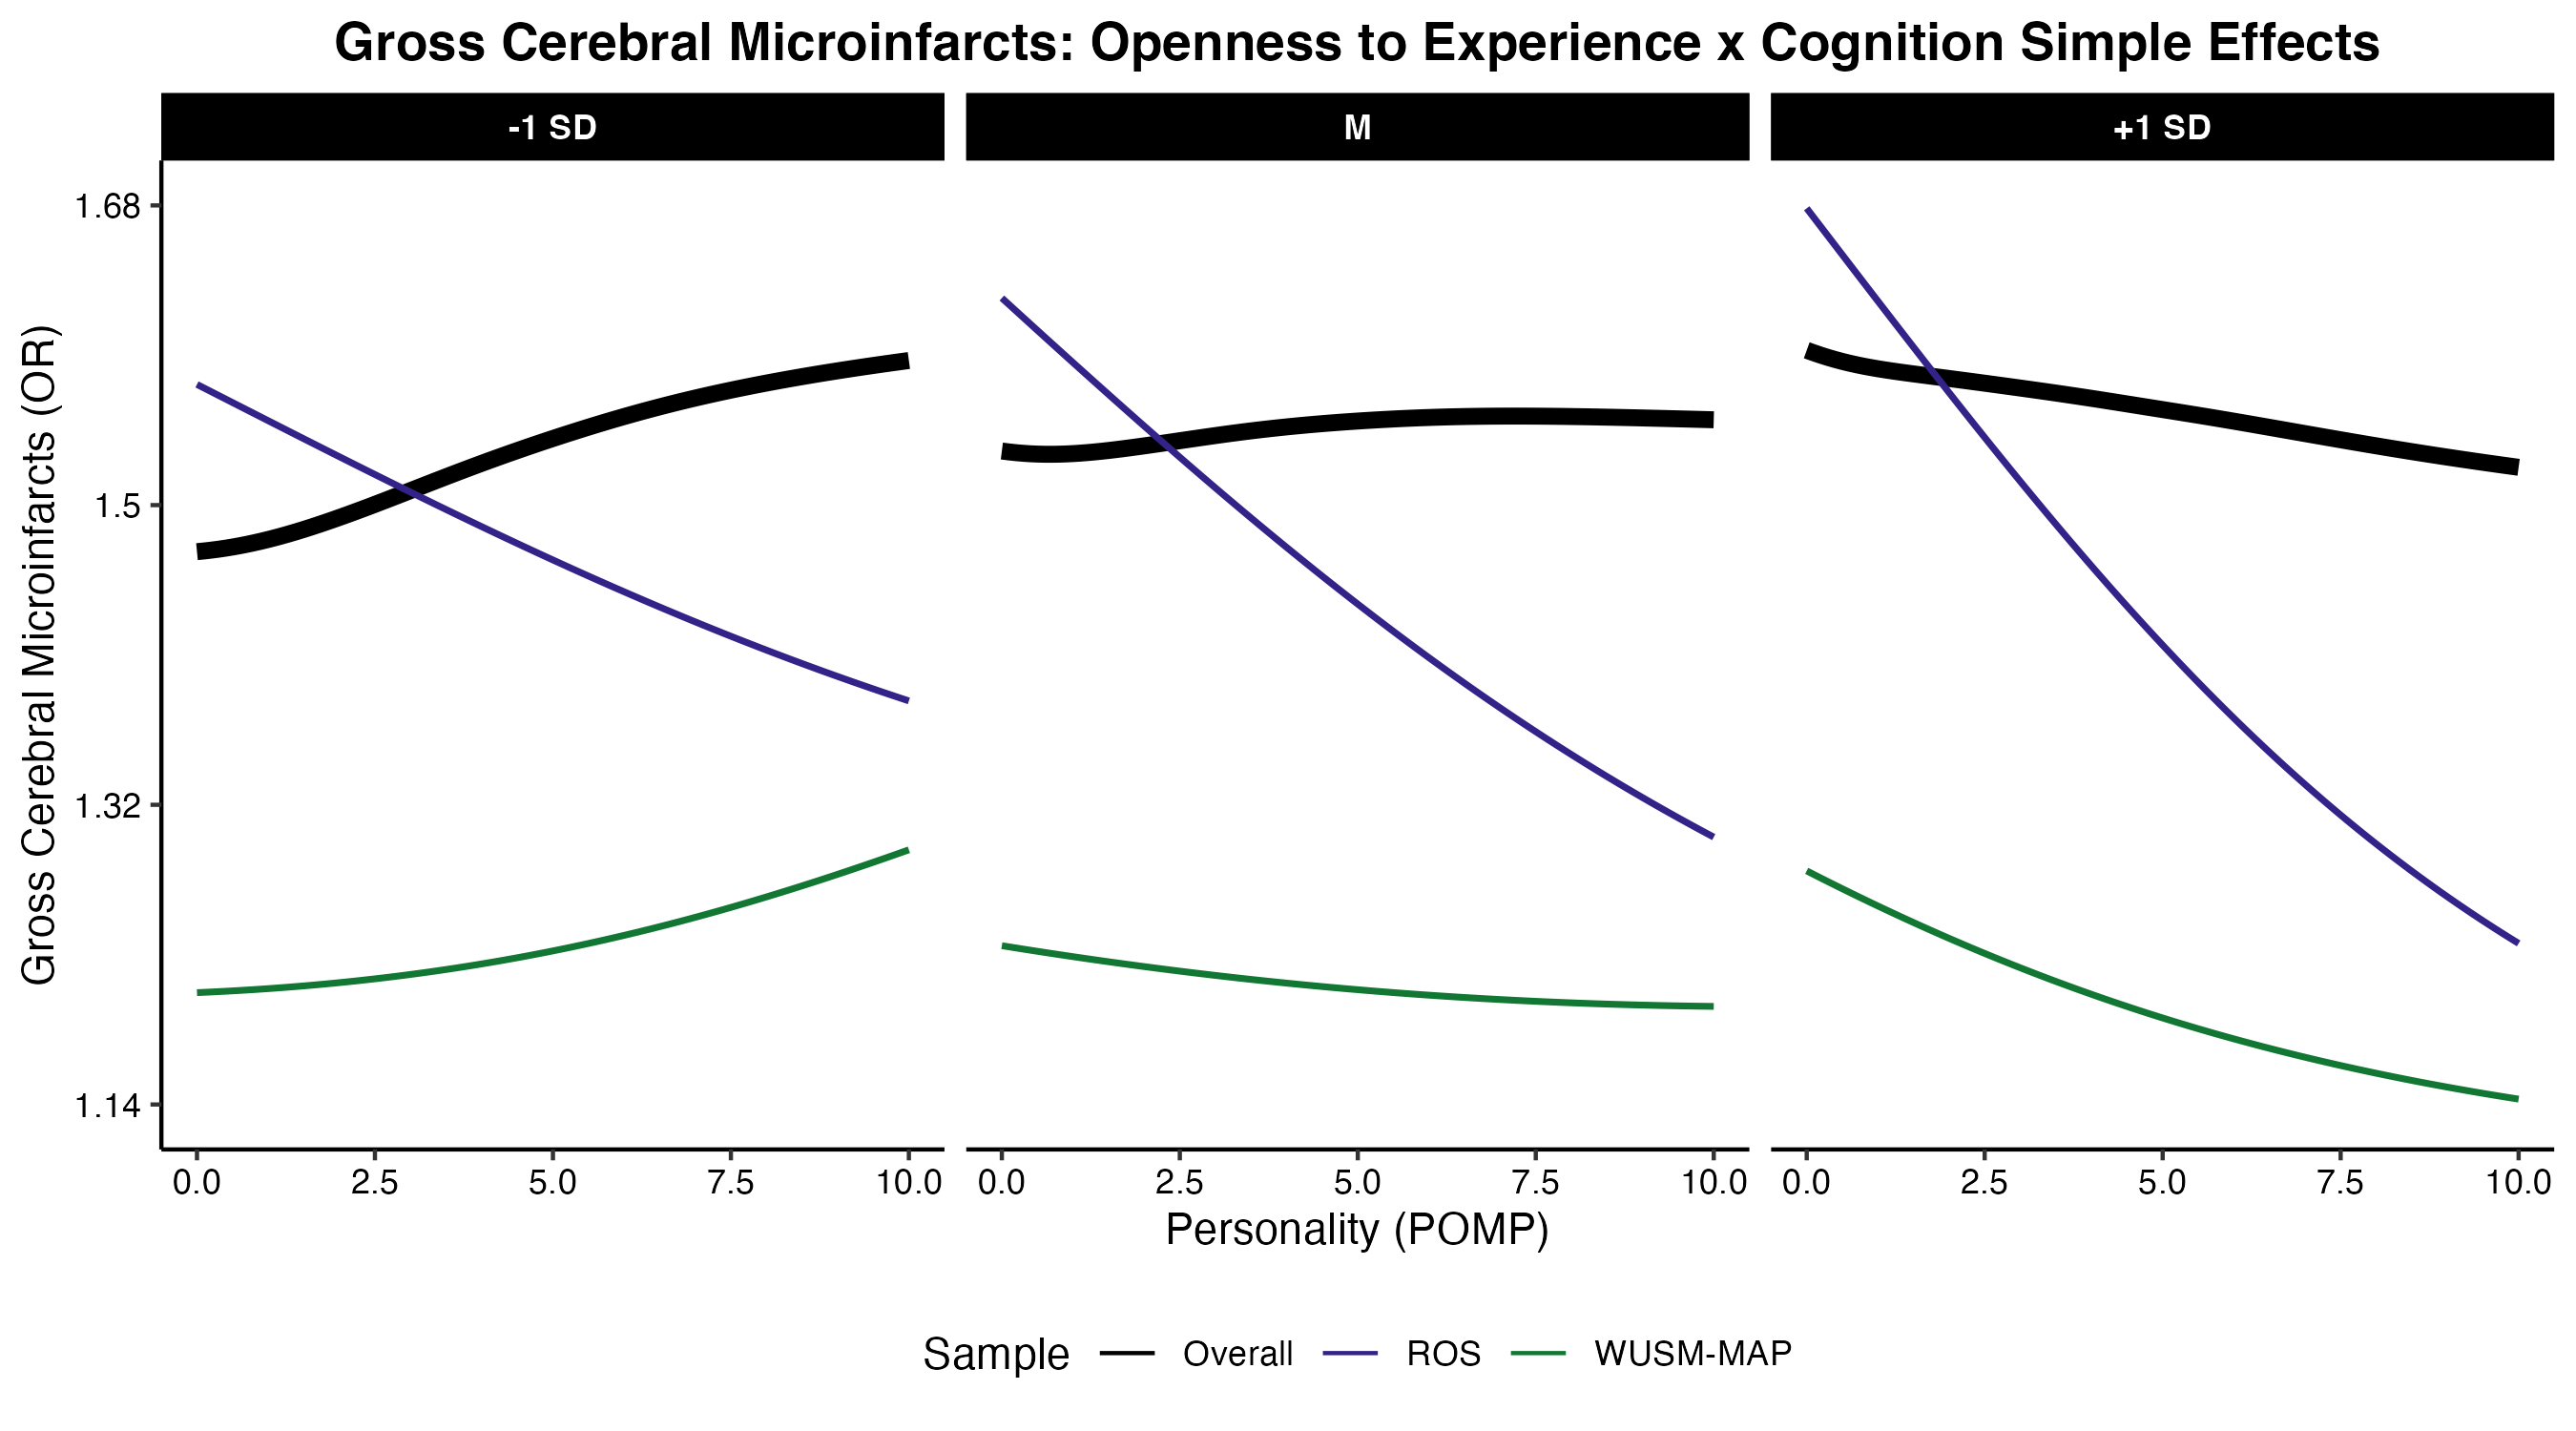 Gross Cerebral Microinfarcts: Openness to Experience x Cognition Simple Effects
-1 SD M +1 SD
Gross Cerebral Microinfarcts (OR)
1.68
1.5
1.32
1.14
0.0 2.5 5.0 7.5 10.0 0.0 2.5 5.0 7.5 10.0 0.0 2.5 5.0 7.5 10.0
Personality (POMP)
Sample Overall ROS WUSM-MAP